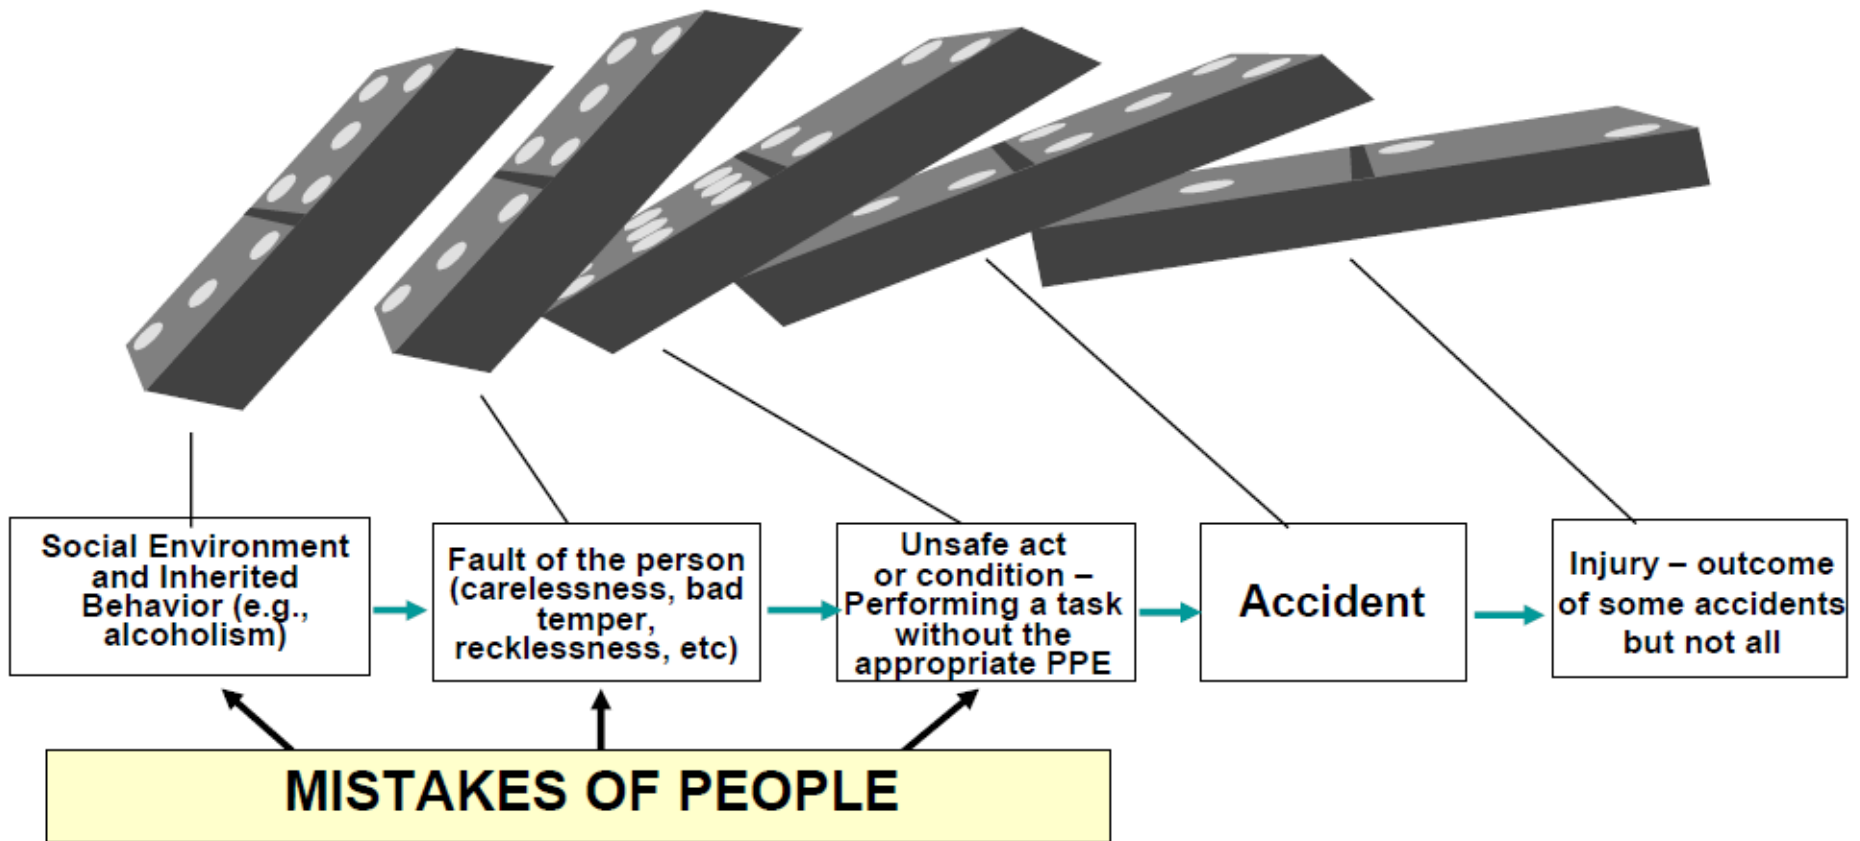 Social Environment
and Inherited
Behavior (e.g.,
alcoholism)
Fault of the person
(carelessness, bad
temper,
recklessness, etc)
Unsafe act
or condition –
Performing a task
without the
appropriate PPE
Accident
Injury – outcome
of some accidents
but not all
MISTAKES OF PEOPLE